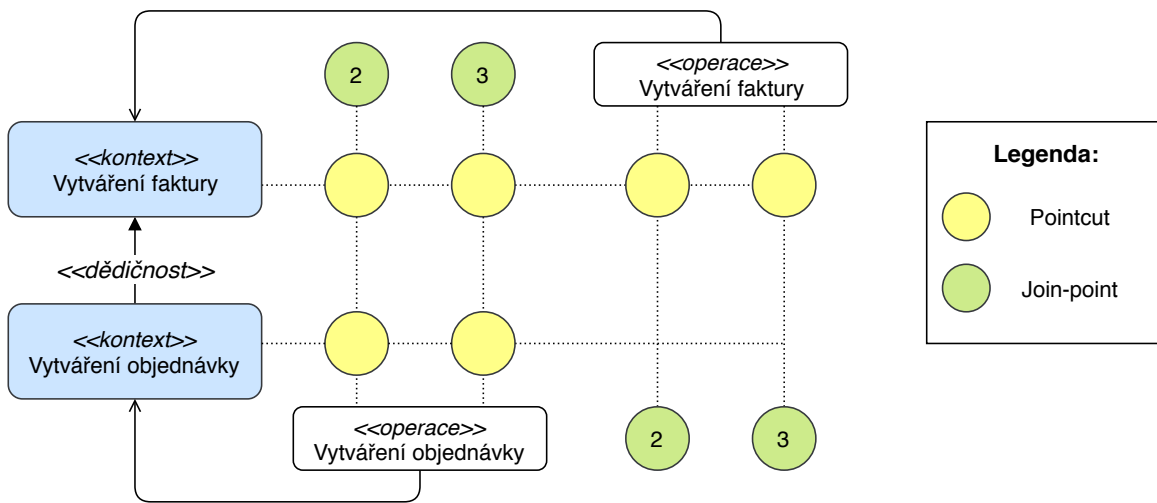 2
3
<<operace>>
Vytváření faktury
<<kontext>>
Vytváření faktury
Legenda:
Pointcut
Join-point
<<dědičnost>>
<<kontext>>
Vytváření objednávky
<<operace>>
Vytváření objednávky
2
3